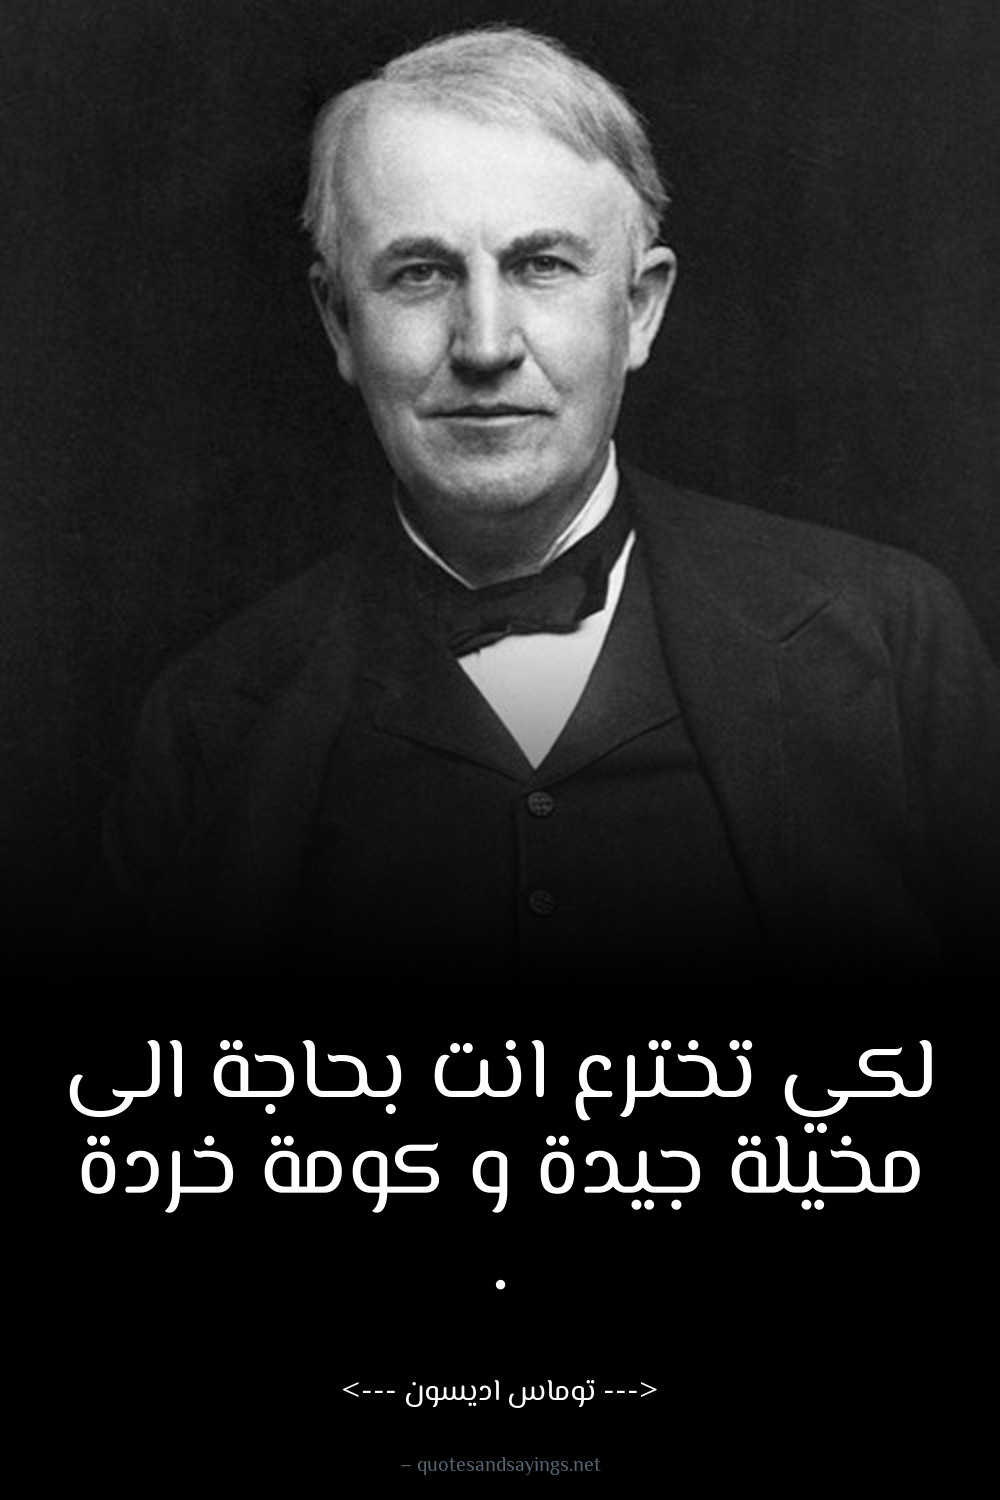 لكي تخترع انت بحاجة الى
مخيلة جيدة و كومة خردة
.
<--- توماس اديسون --->
– quotesandsayings.net